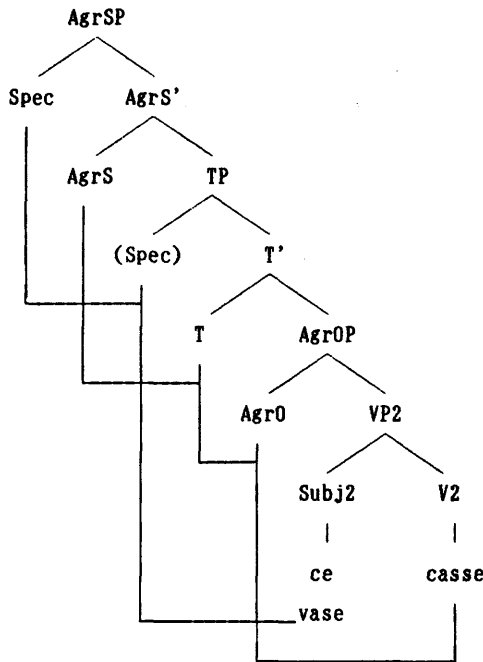 AgrSP
Spec AgrS'
AgrS TP
(Spec) T'
T AgrOP
AgrO VP2
Subj2 V2
ce casse
vase